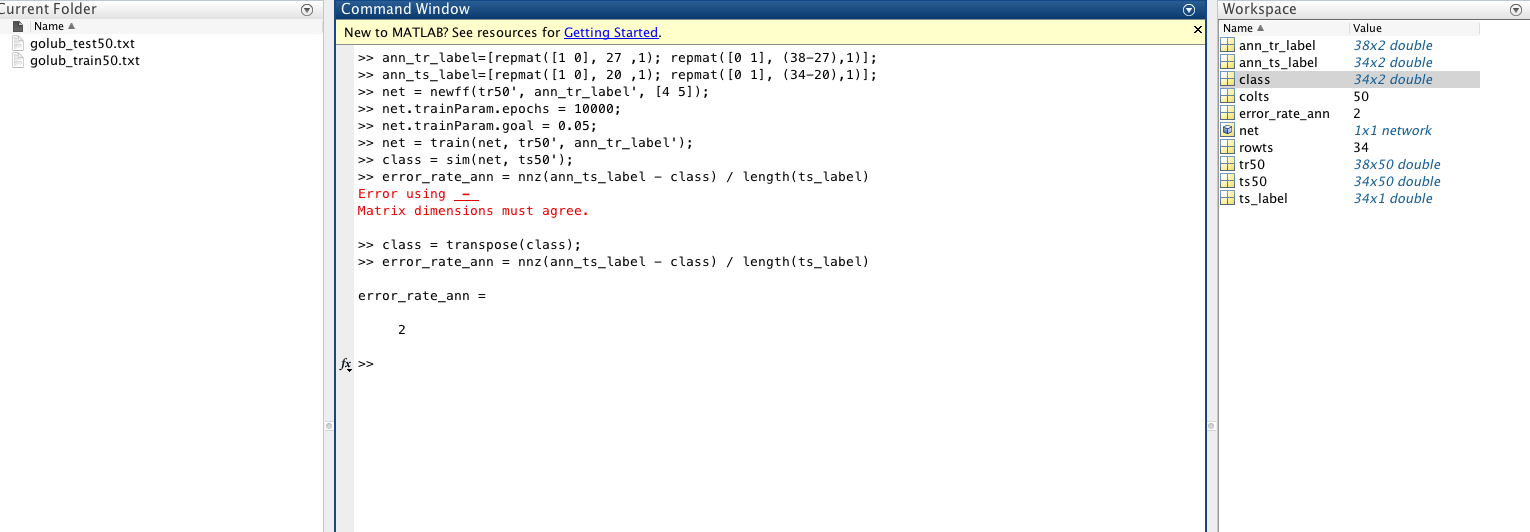 Current Folder
Name
golub_test50.txt
golub_train50.txt
Command Window
New to MATLAB? See resources for Getting Started.
>> ann_tr_label=[repmat([1 0], 27 ,1); repmat([0 1], (38-27),1)];
>> ann_ts_label=[repmat([1 0], 20 ,1); repmat([0 1], (34-20),1)];
>> net = newff(tr50', ann_tr_label', [4 5]);
>> net.trainParam.epochs = 10000;
>> net.trainParam.goal = 0.05;
>> net = train(net, tr50', ann_tr_label');
>> class = sim(net, ts50');
>> error_rate_ann = nnz(ann_ts_label - class) / length(ts_label)
Error using  - 
Matrix dimensions must agree.
>> class = transpose(class);
>> error_rate_ann = nnz(ann_ts_label - class) / length(ts_label)
error_rate_ann =
2
fx >>
Workspace
Name Value
ann_tr_label 38x2 double
ann_ts_label 34x2 double
class 34x2 double
colts 50
error_rate_ann 2
net 1x1 network
rowts 34
tr50 38x50 double
ts50 34x50 double
ts_label 34x1 double